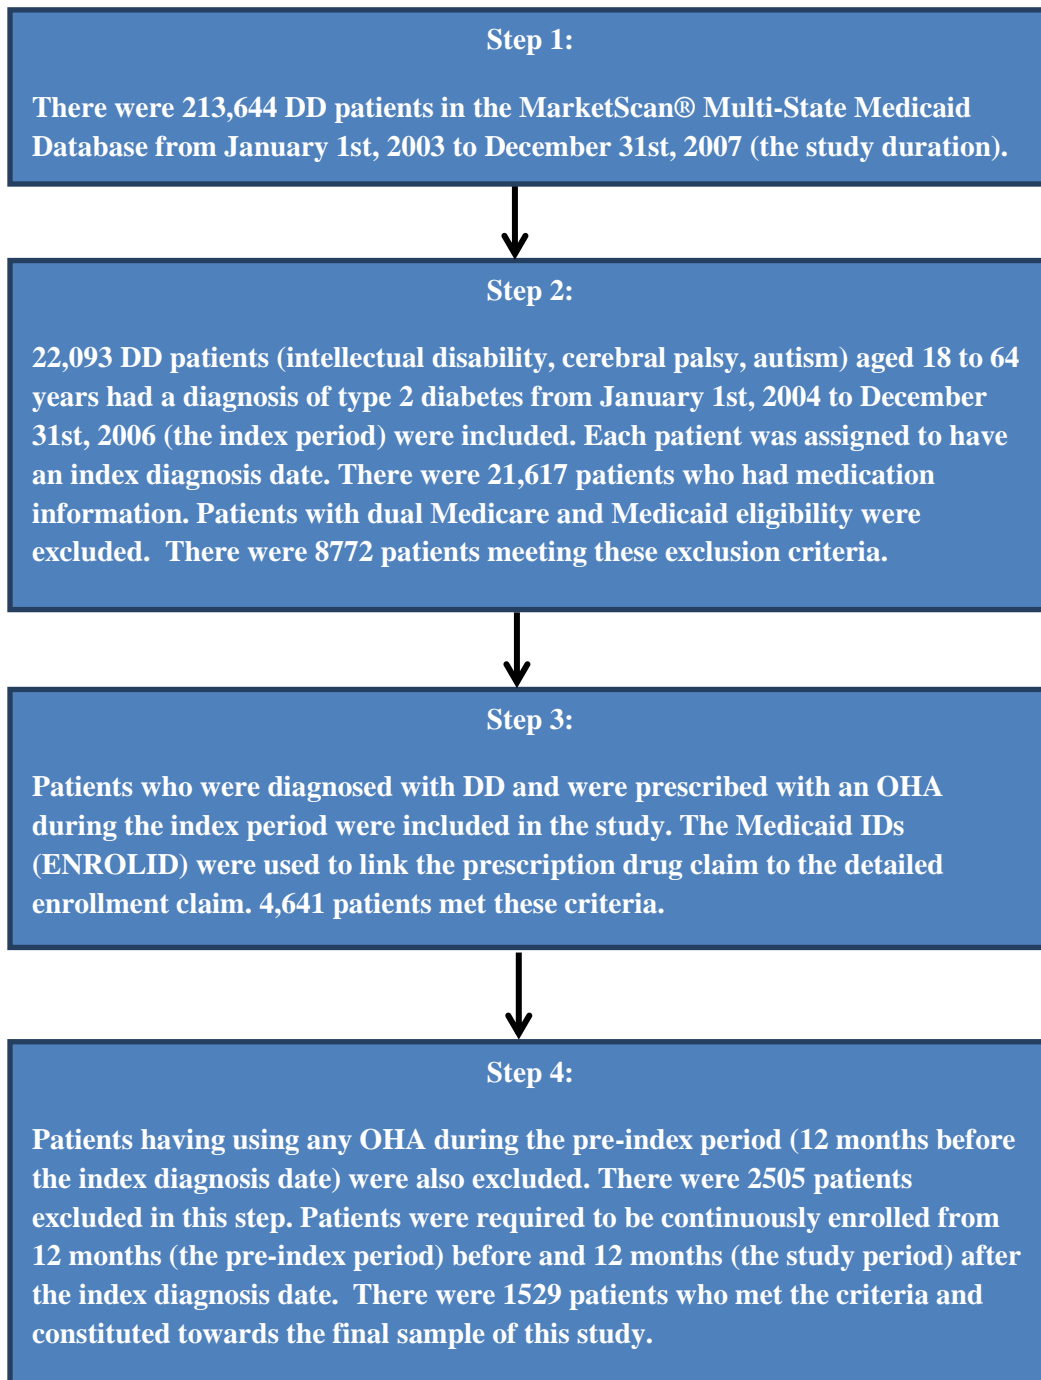 Step 1:
There were 213,644 DD patients in the MarketScan® Multi-State Medicaid
Database from January 1st, 2003 to December 31st, 2007 (the study duration).
Step 2:
22,093 DD patients (intellectual disability, cerebral palsy, autism) aged 18 to 64
years had a diagnosis of type 2 diabetes from January 1st, 2004 to December
31st, 2006 (the index period) were included. Each patient was assigned to have
an index diagnosis date. There were 21,617 patients who had medication
information. Patients with dual Medicare and Medicaid eligibility were
excluded.  There were 8772 patients meeting these exclusion criteria.
Step 3:
Patients who were diagnosed with DD and were prescribed with an OHA
during the index period were included in the study. The Medicaid IDs
(ENROLID) were used to link the prescription drug claim to the detailed
enrollment claim. 4,641 patients met these criteria.
Step 4:
Patients having using any OHA during the pre-index period (12 months before
the index diagnosis date) were also excluded. There were 2505 patients
excluded in this step. Patients were required to be continuously enrolled from
12 months (the pre-index period) before and 12 months (the study period) after
the index diagnosis date.  There were 1529 patients who met the criteria and
constituted towards the final sample of this study.